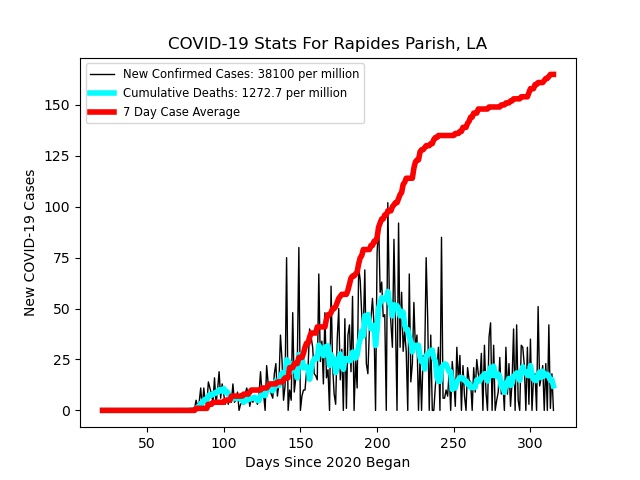 COVID-19 Stats For Rapides Parish, LA
New Confirmed Cases: 38100 per million
Cumulative Deaths: 1272.7 per million
7 Day Case Average
New COVID-19 Cases
150
125
100
75
50
25
0
50 100 150 200 250 300
Days Since 2020 Began